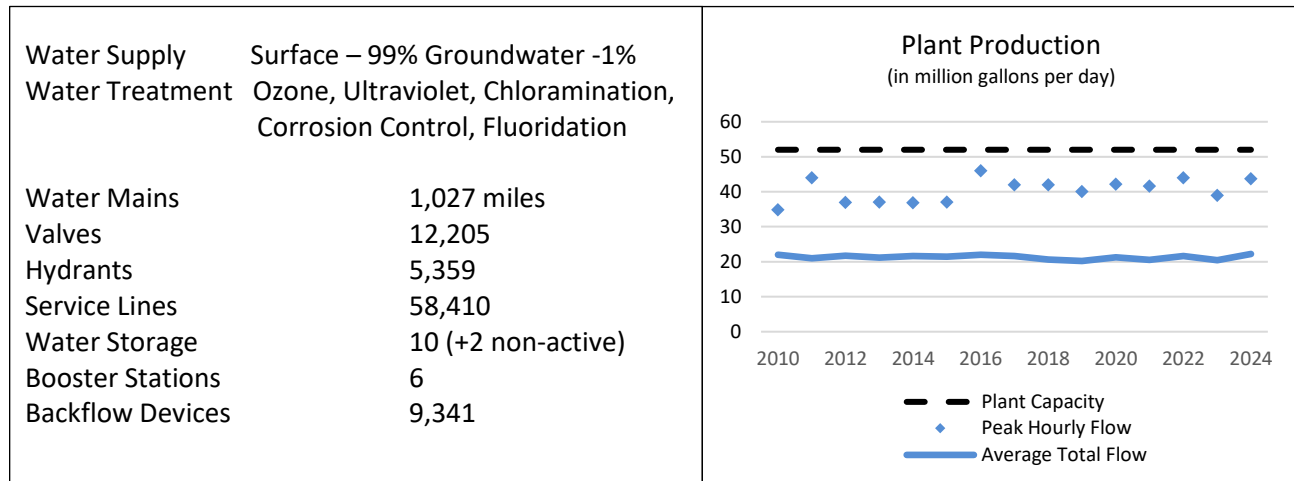 Water Supply Surface – 99% Groundwater -1%
Water Treatment Ozone, Ultraviolet, Chloramination,
Corrosion Control, Fluoridation
Water Mains 1,027 miles
Valves 12,205
Hydrants 5,359
Service Lines 58,410
Water Storage 10 (+2 non-active)
Booster Stations 6
Backflow Devices 9,341
Plant Production
(in million gallons per day)
60
50
40
30
20
10
0
2010 2012 2014 2016 2018 2020 2022 2024
Plant Capacity
Peak Hourly Flow
Average Total Flow